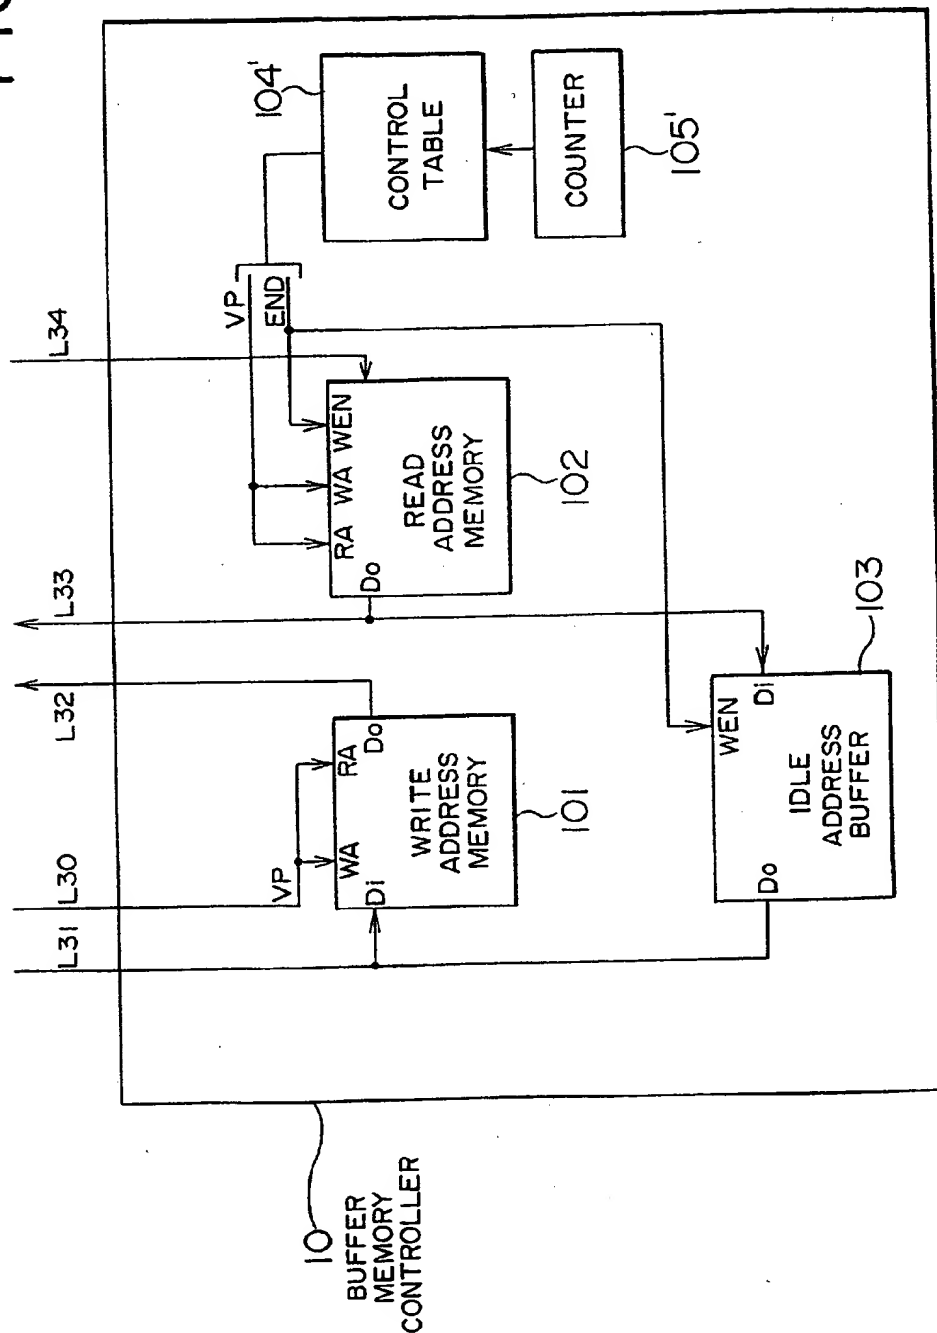 L31
L30
L32
L33
L34
VP
WA
RA
Di
Do
WRITE
ADDRESS
MEMORY
101
VP
END
RA
WA
WEN
Do
READ
ADDRESS
MEMORY
102
104'
CONTROL
TABLE
COUNTER
105'
WEN
Di
Do
IDLE
ADDRESS
BUFFER
103
10
BUFFER
MEMORY
CONTROLLER